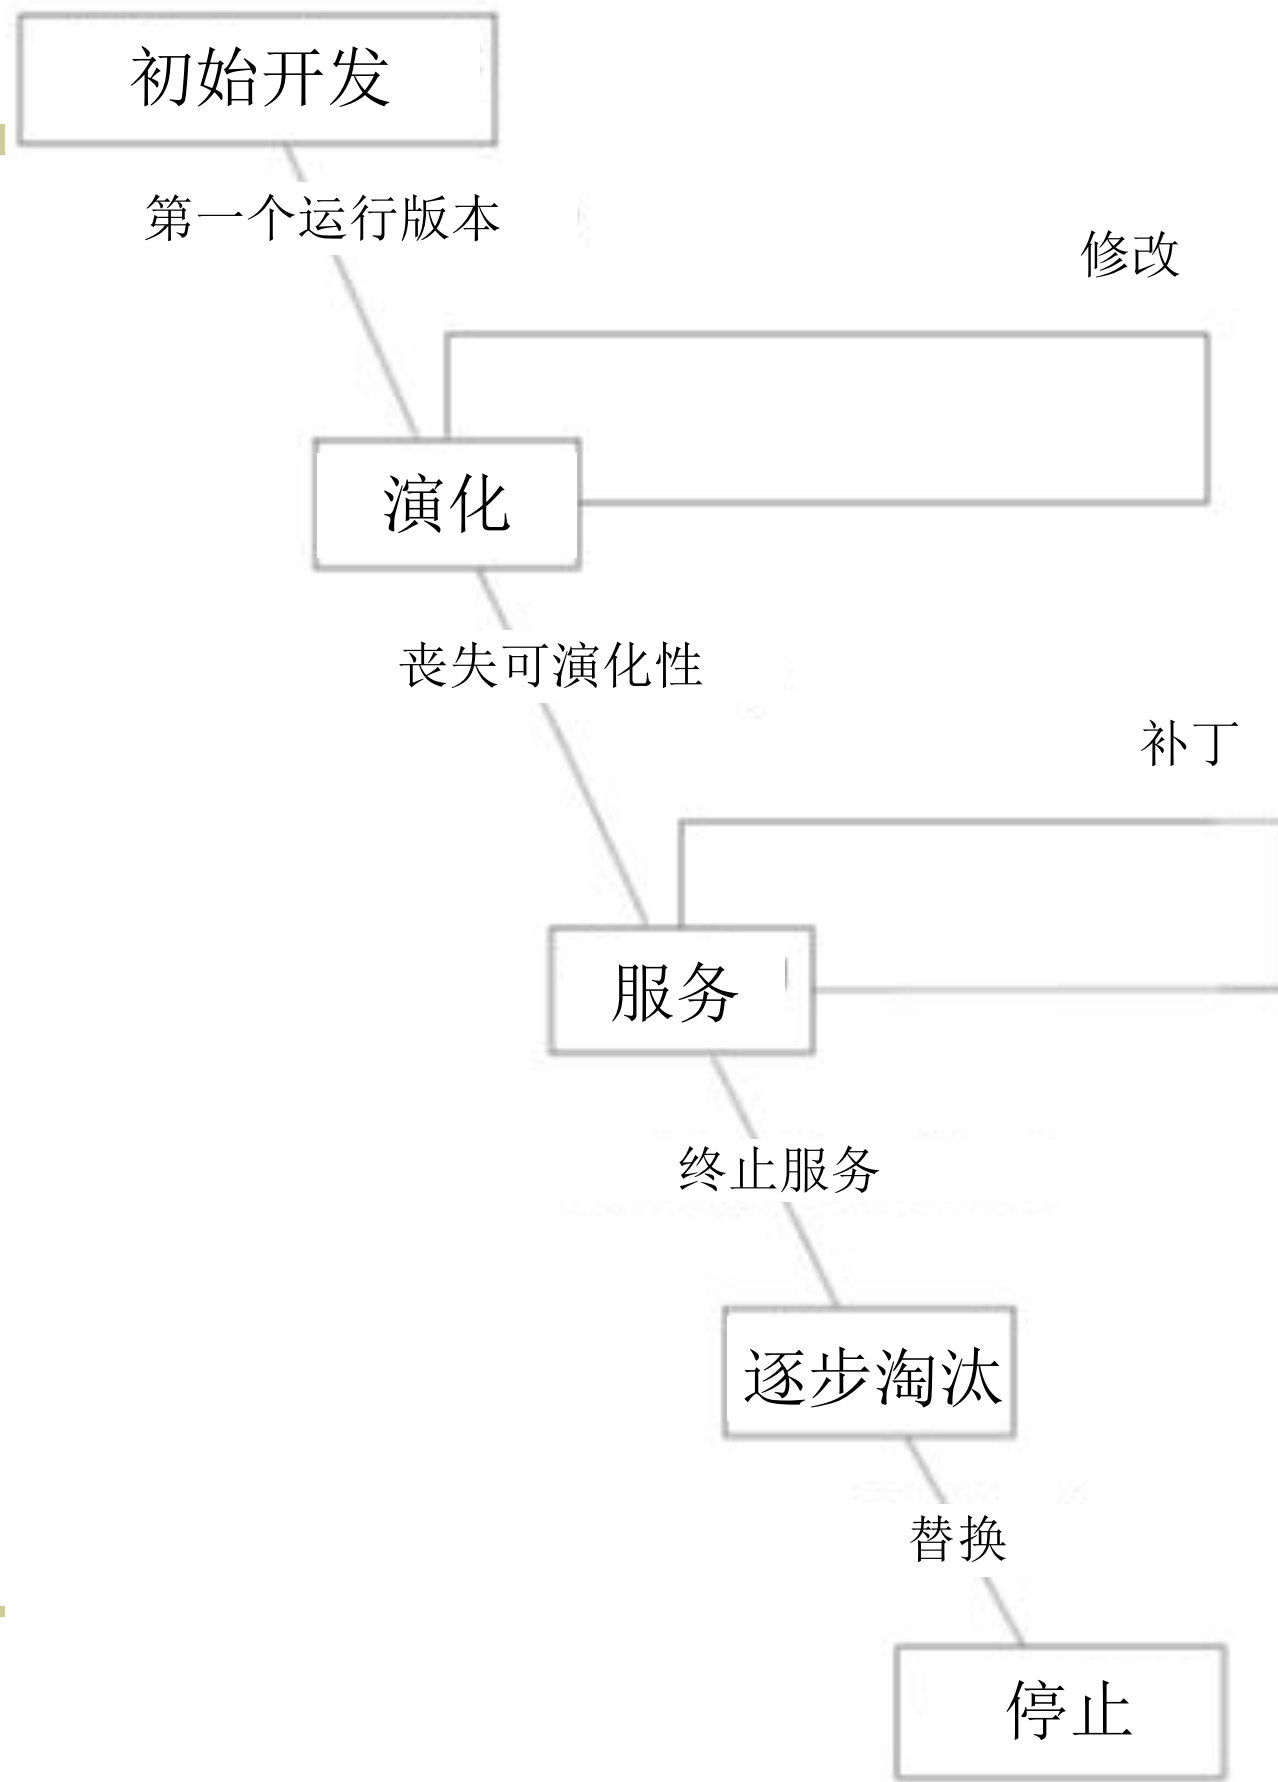 初始开发
第一个运行版本
修改
演化
丧失可演化性
补丁
服务
终止服务
逐步淘汰
替换
停止